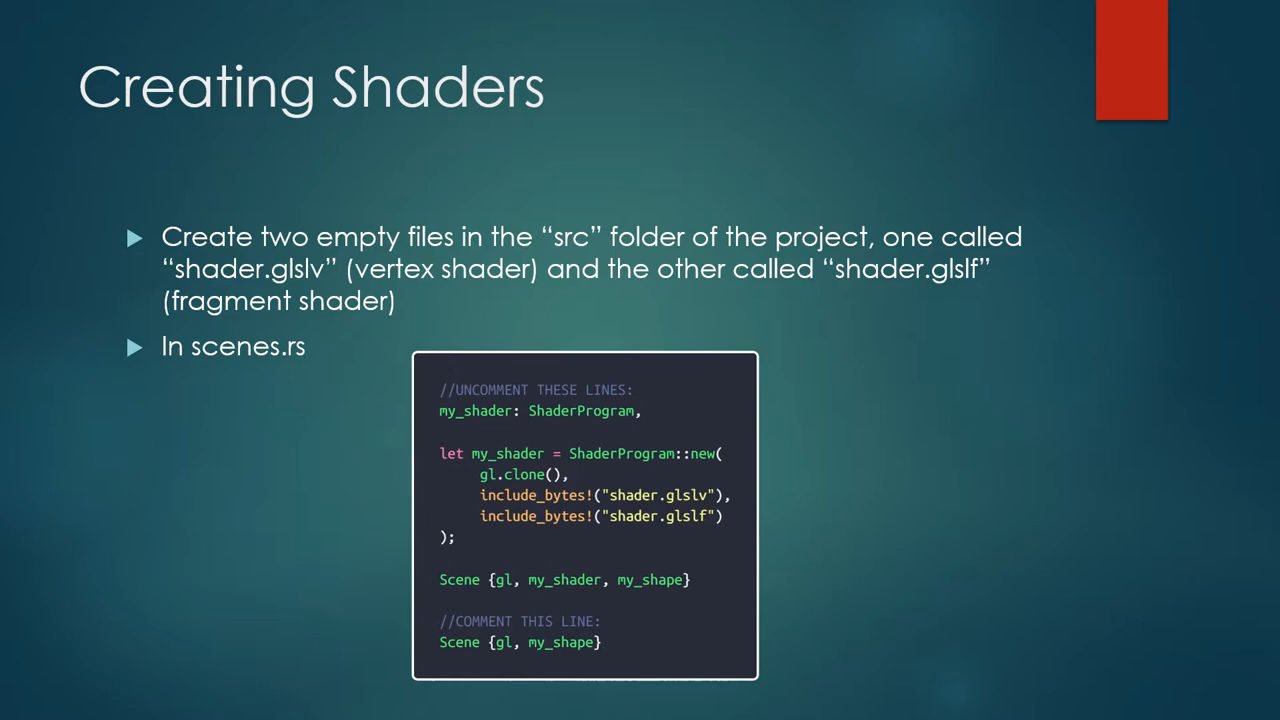 Creating Shaders
Create two empty files in the “src” folder of the project, one called
“shader.glslv” (vertex shader) and the other called “shader.glslf”
(fragment shader)
In scenes.rs
//UNCOMMENT THESE LINES:
my_shader: ShaderProgram,
let my_shader = ShaderProgram::new(
gl.clone(),
include_bytes!("shader.glslv"),
include_bytes!("shader.glslf")
);
Scene {gl, my_shader, my_shape}
//COMMENT THIS LINE:
Scene {gl, my_shape}